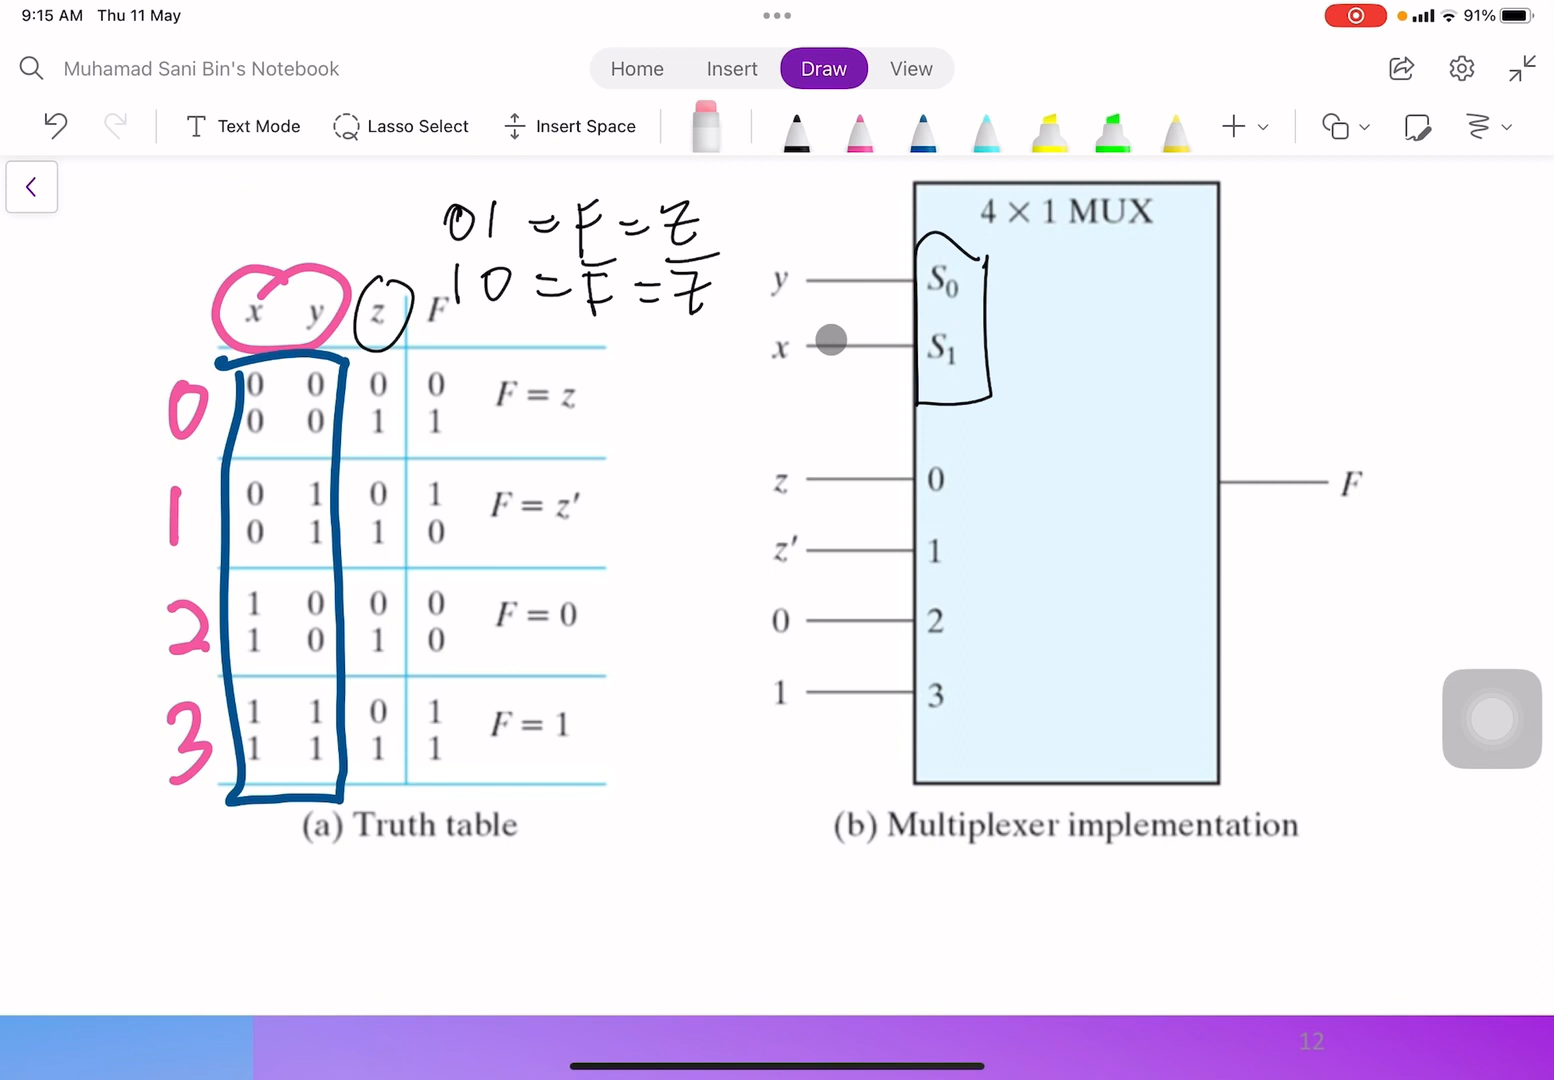 9:15 AM Thu 11 May
91%
Muhamad Sani Bin's Notebook
Home Insert Draw View
Text Mode Lasso Select Insert Space
01 = F = Z
10 = F = Z̅
x y z F
0 0 0 0 0 F = z
0 0 1 1
1 0 1 0 1 F = z′
0 1 1 0
2 1 0 0 0 F = 0
1 0 1 0
3 1 1 0 1 F = 1
1 1 1 1
(a) Truth table
4 × 1 MUX
y S₀
x S₁
z 0
F
z′ 1
0 2
1 3
(b) Multiplexer implementation
12